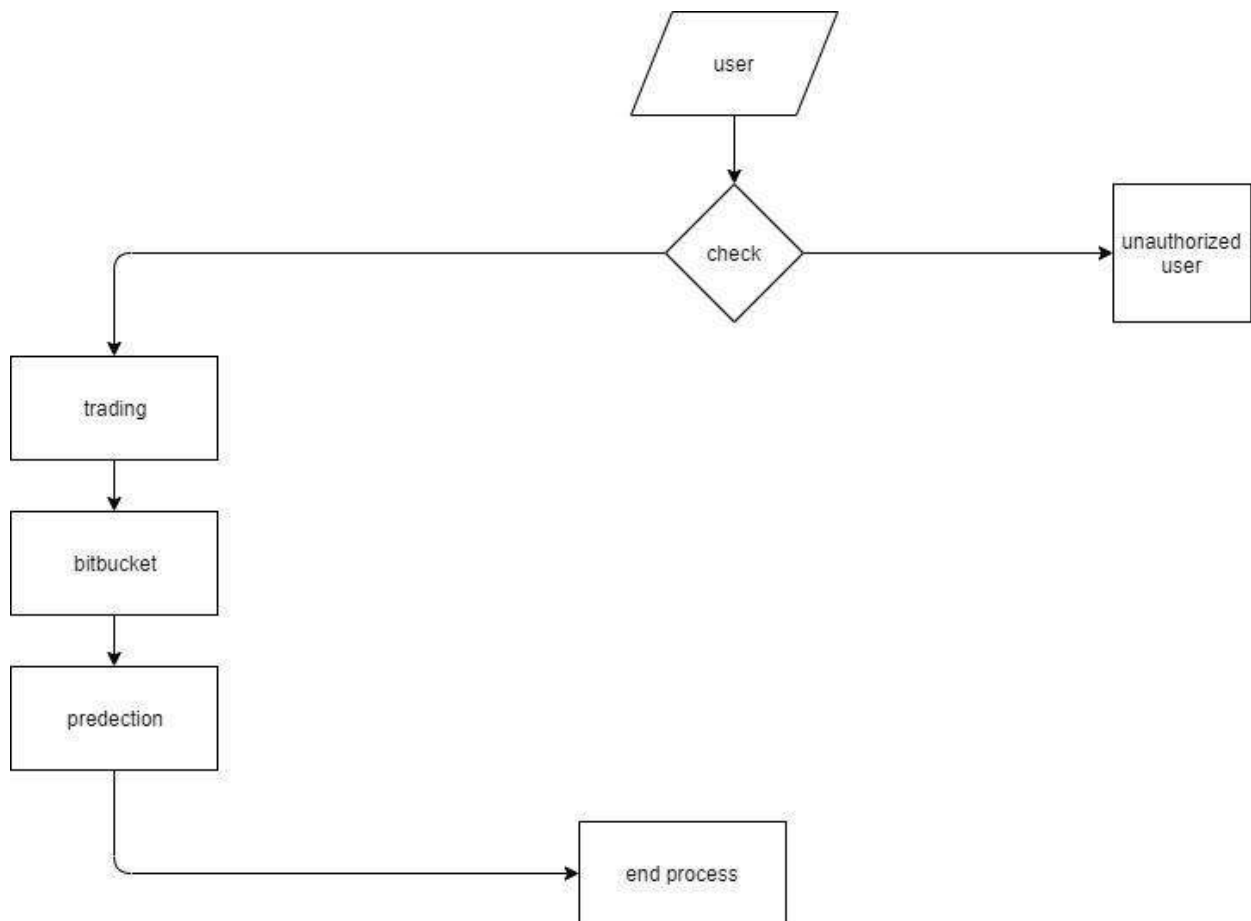 user
check
unauthorized
user
trading
bitbucket
predection
end process